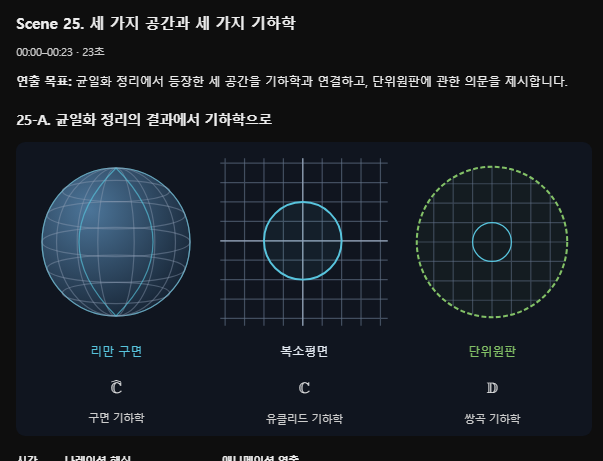 Scene 25. 세 가지 공간과 세 가지 기하학
00:00–00:23 · 23초
연출 목표: 균일화 정리에서 등장한 세 공간을 기하학과 연결하고, 단위원판에 관한 의문을 제시합니다.
25-A. 균일화 정리의 결과에서 기하학으로
리만 구면 복소평면 단위원판
Ĉ ℂ 𝔻
구면 기하학 유클리드 기하학 쌍곡 기하학